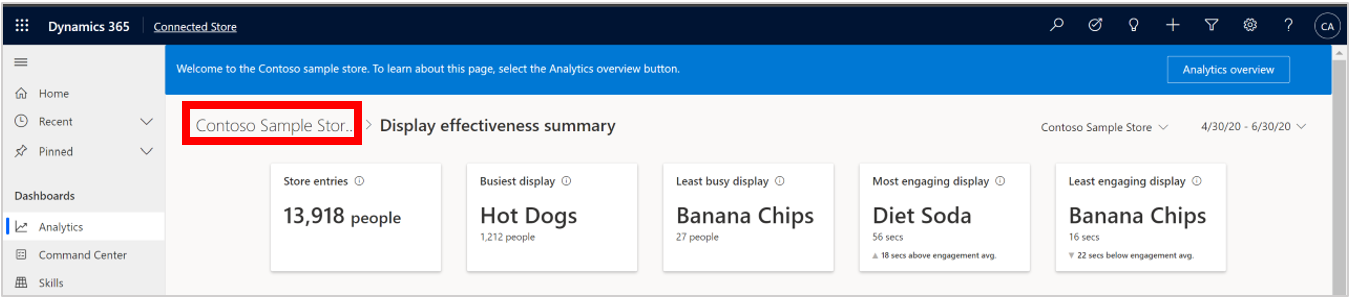 Dynamics 365 Connected Store CA
Welcome to the Contoso sample store. To learn about this page, select the Analytics overview button. Analytics overview
Home
Recent
Pinned
Dashboards
Analytics
Command Center
Skills
Contoso Sample Stor... > Display effectiveness summary
Contoso Sample Store 4/30/20 - 6/30/20
Store entries
13,918 people
Busiest display
Hot Dogs
1,212 people
Least busy display
Banana Chips
27 people
Most engaging display
Diet Soda
56 secs
▲ 18 secs above engagement avg.
Least engaging display
Banana Chips
16 secs
▼ 22 secs below engagement avg.